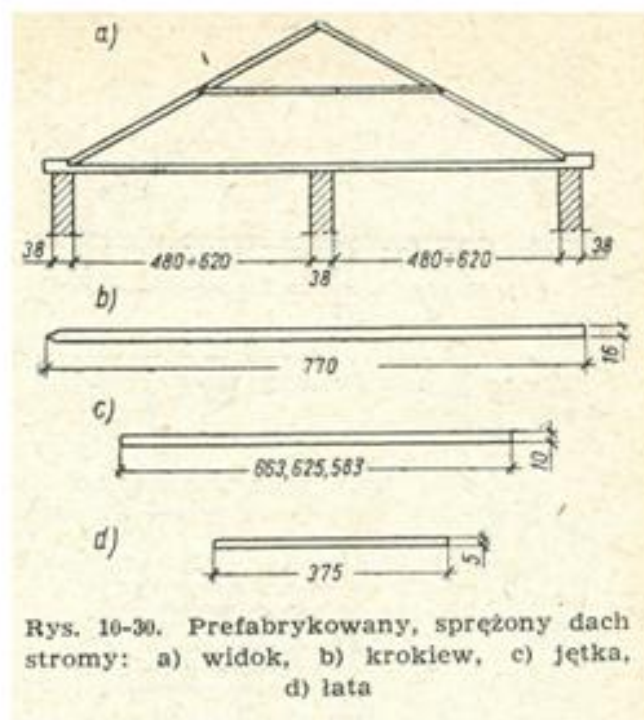 a)
38 480÷620 38 480÷620 38
b)
770 16
c)
663,625,583 10
d)
375 5
Rys. 10-30. Prefabrykowany, sprężony dach
stromy: a) widok, b) krokiew, c) jętka,
d) łata